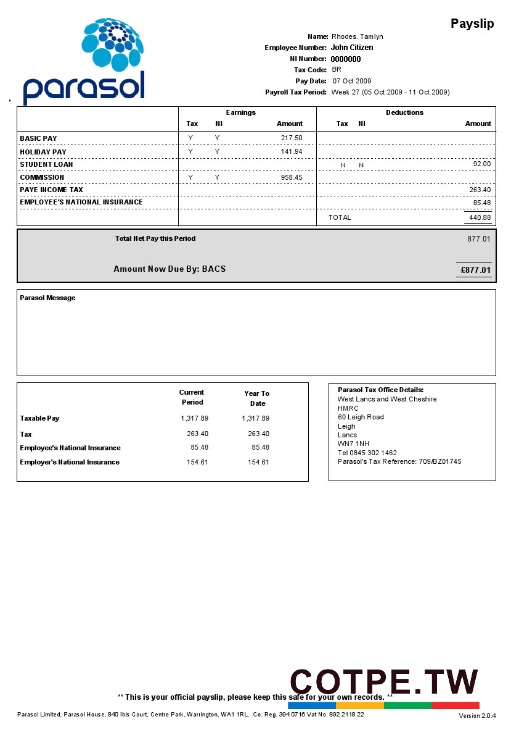 Payslip
parasol
Name: Rhodes, Tamlyn
Employee Number: John Citizen
NI Number: 0000000
Tax Code: BR
Pay Date: 07 Oct 2009
Payroll Tax Period: Week 27 (05 Oct 2009 - 11 Oct 2009)
Earnings Deductions
Tax NI Amount Tax NI Amount
BASIC PAY Y Y 217.50
HOLIDAY PAY Y Y 141.94
STUDENT LOAN N N 92.00
COMMISSION Y Y 958.45
PAYE INCOME TAX 263.40
EMPLOYEE'S NATIONAL INSURANCE 85.48
TOTAL 440.88
Total Net Pay this Period 877.01
Amount Now Due By: BACS £877.01
Parasol Message
Current Period Year To Date
Taxable Pay 1,317.89 1,317.89
Tax 263.40 263.40
Employee's National Insurance 85.48 85.48
Employer's National Insurance 154.61 154.61
Parasol Tax Office Details:
West Lancs and West Cheshire
HMRC
60 Leigh Road
Leigh
Lancs
WN7 1NH
Tel 0845 302 1462
Parasol's Tax Reference: 709/BZ01745
COTPE.TW
** This is your official payslip, please keep this safe for your own records. **
Parasol Limited, Parasol House, 840 Ibis Court, Centre Park, Warrington, WA1 1RL, Co. Reg. 394 0716 Vat No. 802 2118 22
Version 2.0.4